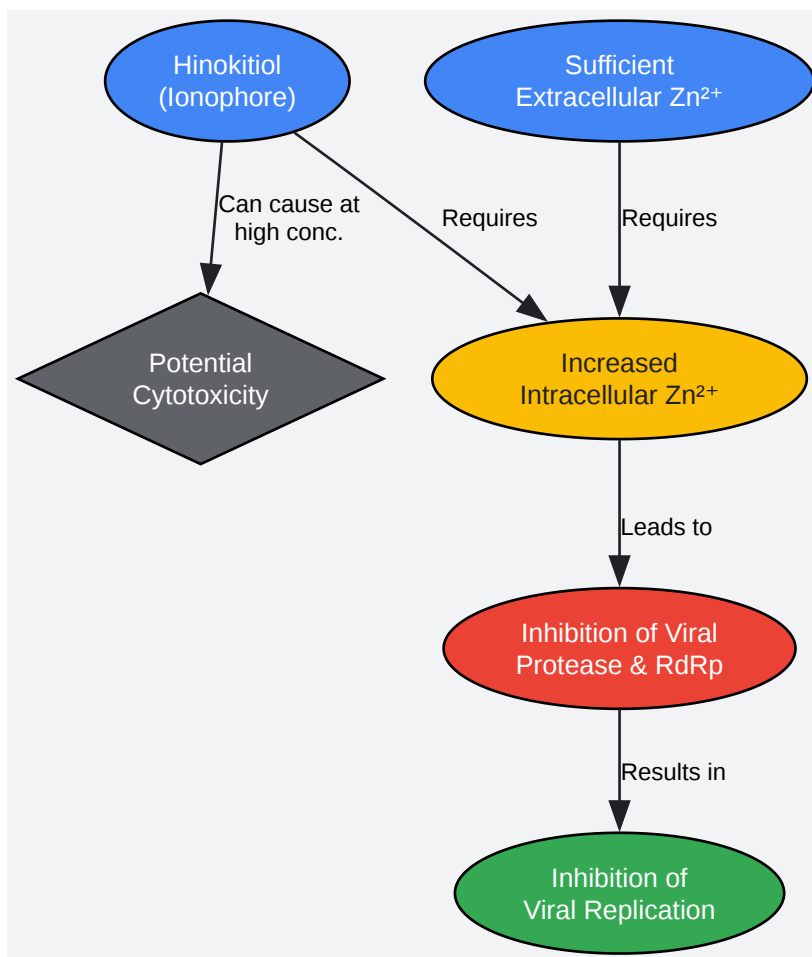 Hinokitiol
(Ionophore)
Sufficient
Extracellular Zn²⁺
Can cause at
high conc.
Requires
Requires
Potential
Cytotoxicity
Increased
Intracellular Zn²⁺
Leads to
Inhibition of Viral
Protease & RdRp
Results in
Inhibition of
Viral Replication